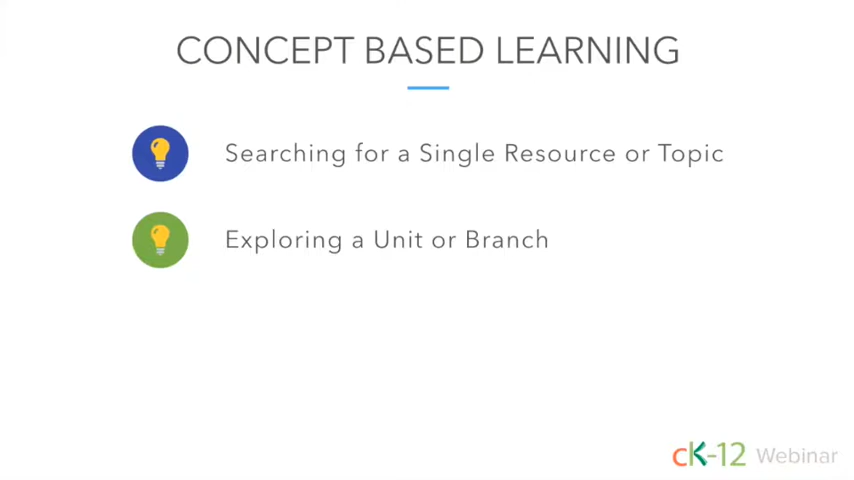 CONCEPT BASED LEARNING
Searching for a Single Resource or Topic
Exploring a Unit or Branch
cK-12 Webinar